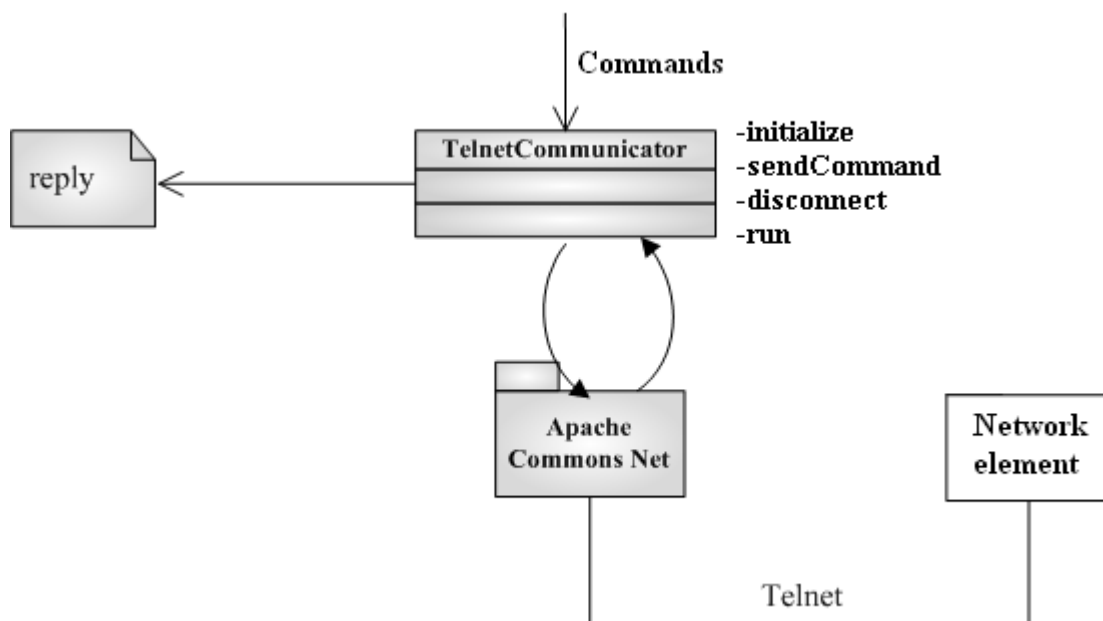 Commands
TelnetCommunicator
-initialize
-sendCommand
-disconnect
-run
reply
Apache
Commons Net
Network
element
Telnet